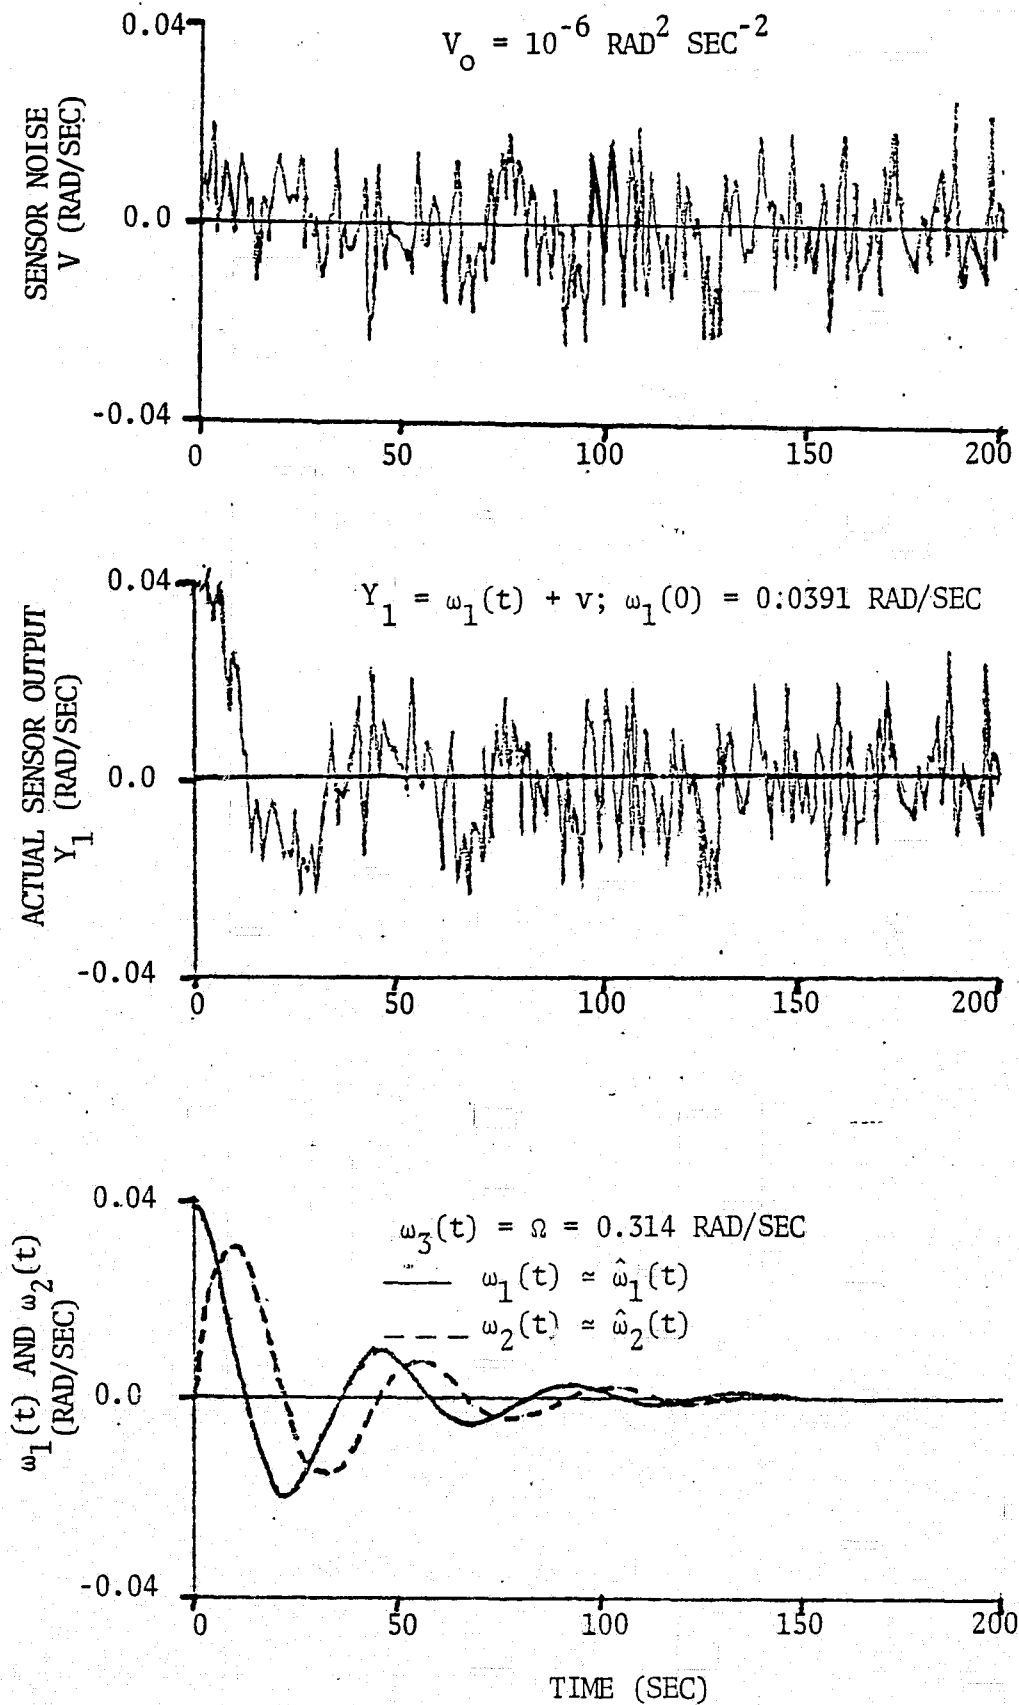 0.04
V_o = 10^-6 RAD^2 SEC^-2
SENSOR NOISE
V (RAD/SEC)
0.0
-0.04
0 50 100 150 200
0.04
Y_1 = ω_1(t) + v; ω_1(0) = 0.0391 RAD/SEC
ACTUAL SENSOR OUTPUT
Y_1 (RAD/SEC)
0.0
-0.04
0 50 100 150 200
0.04
ω_3(t) = Ω = 0.314 RAD/SEC
ω_1(t) ≃ ω̂_1(t)
ω_2(t) ≃ ω̂_2(t)
ω_1(t) AND ω_2(t)
(RAD/SEC)
0.0
-0.04
0 50 100 150 200
TIME (SEC)